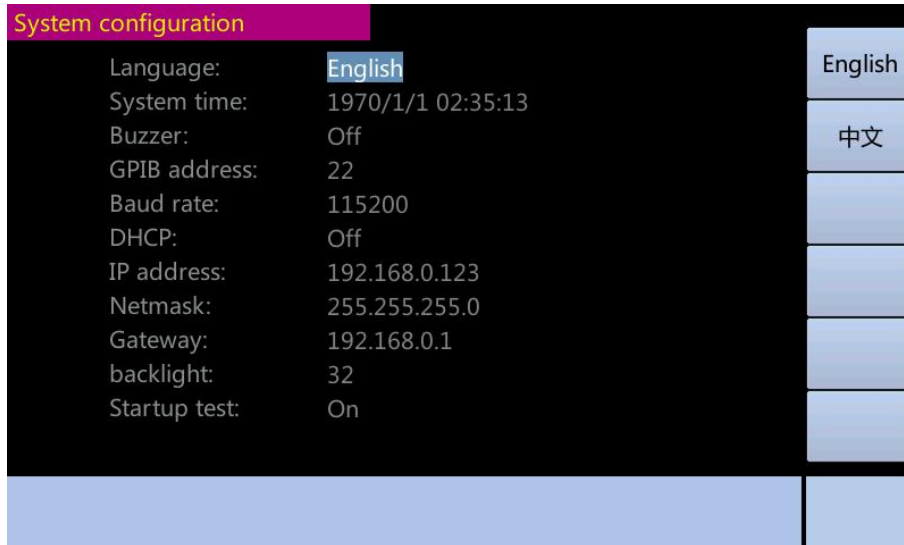 System configuration
Language: English
System time: 1970/1/1 02:35:13
Buzzer: Off
GPIB address: 22
Baud rate: 115200
DHCP: Off
IP address: 192.168.0.123
Netmask: 255.255.255.0
Gateway: 192.168.0.1
backlight: 32
Startup test: On
English
中文